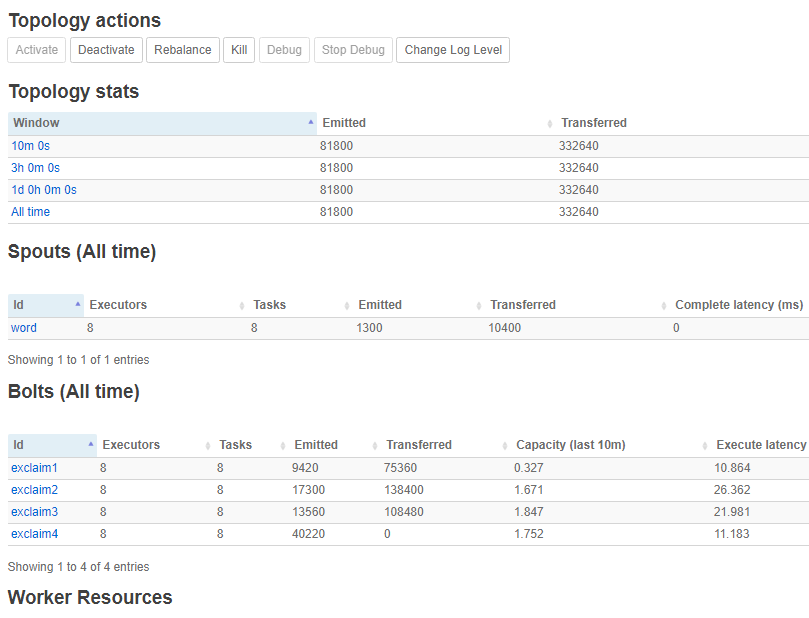 Topology actions
Activate Deactivate Rebalance Kill Debug Stop Debug Change Log Level
Topology stats
Window Emitted Transferred
10m 0s 81800 332640
3h 0m 0s 81800 332640
1d 0h 0m 0s 81800 332640
All time 81800 332640
Spouts (All time)
Id Executors Tasks Emitted Transferred Complete latency (ms)
word 8 8 1300 10400 0
Showing 1 to 1 of 1 entries
Bolts (All time)
Id Executors Tasks Emitted Transferred Capacity (last 10m) Execute latency
exclaim1 8 8 9420 75360 0.327 10.864
exclaim2 8 8 17300 138400 1.671 26.362
exclaim3 8 8 13560 108480 1.847 21.981
exclaim4 8 8 40220 0 1.752 11.183
Showing 1 to 4 of 4 entries
Worker Resources